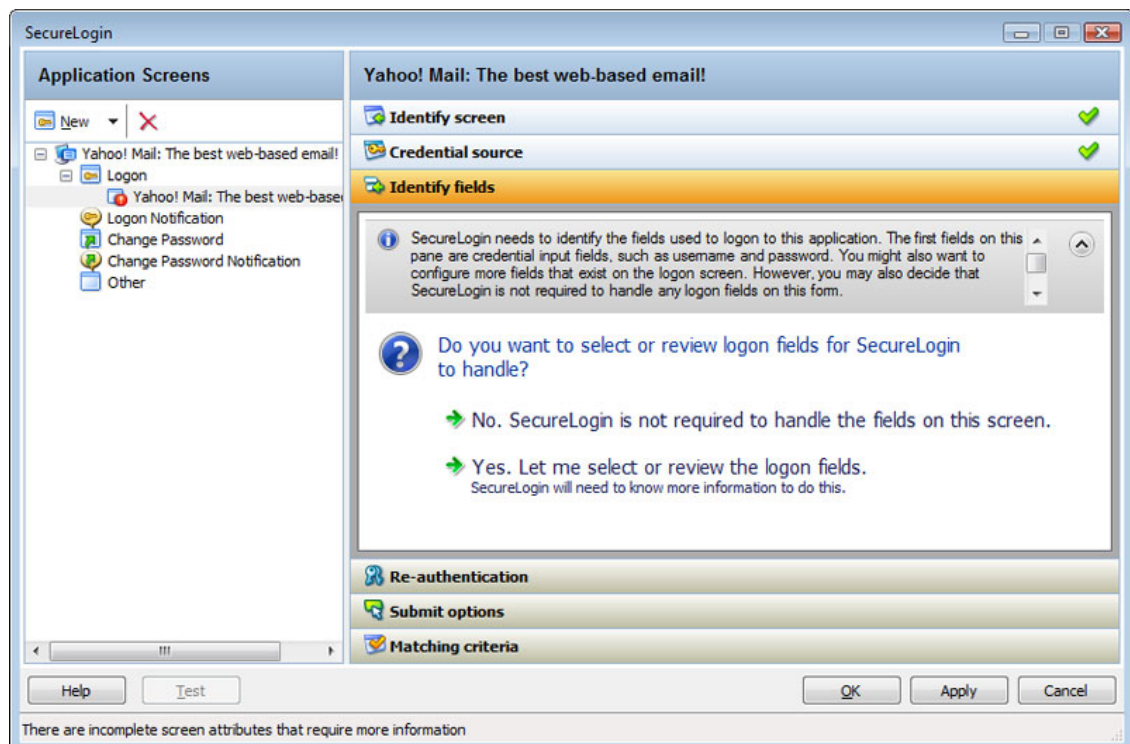 SecureLogin
Application Screens
New
Yahoo! Mail: The best web-based email!
Logon
Yahoo! Mail: The best web-base
Logon Notification
Change Password
Change Password Notification
Other
Yahoo! Mail: The best web-based email!
Identify screen
Credential source
Identify fields
SecureLogin needs to identify the fields used to logon to this application. The first fields on this
pane are credential input fields, such as username and password. You might also want to
configure more fields that exist on the logon screen. However, you may also decide that
SecureLogin is not required to handle any logon fields on this form.
Do you want to select or review logon fields for SecureLogin
to handle?
No. SecureLogin is not required to handle the fields on this screen.
Yes. Let me select or review the logon fields.
SecureLogin will need to know more information to do this.
Re-authentication
Submit options
Matching criteria
Help
Test
OK
Apply
Cancel
There are incomplete screen attributes that require more information